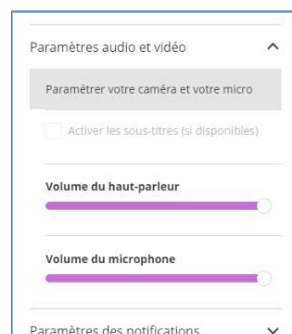 Paramètres audio et vidéo
Paramétrer votre caméra et votre micro
Activer les sous-titres (si disponibles)
Volume du haut-parleur
Volume du microphone
Paramètres des notifications